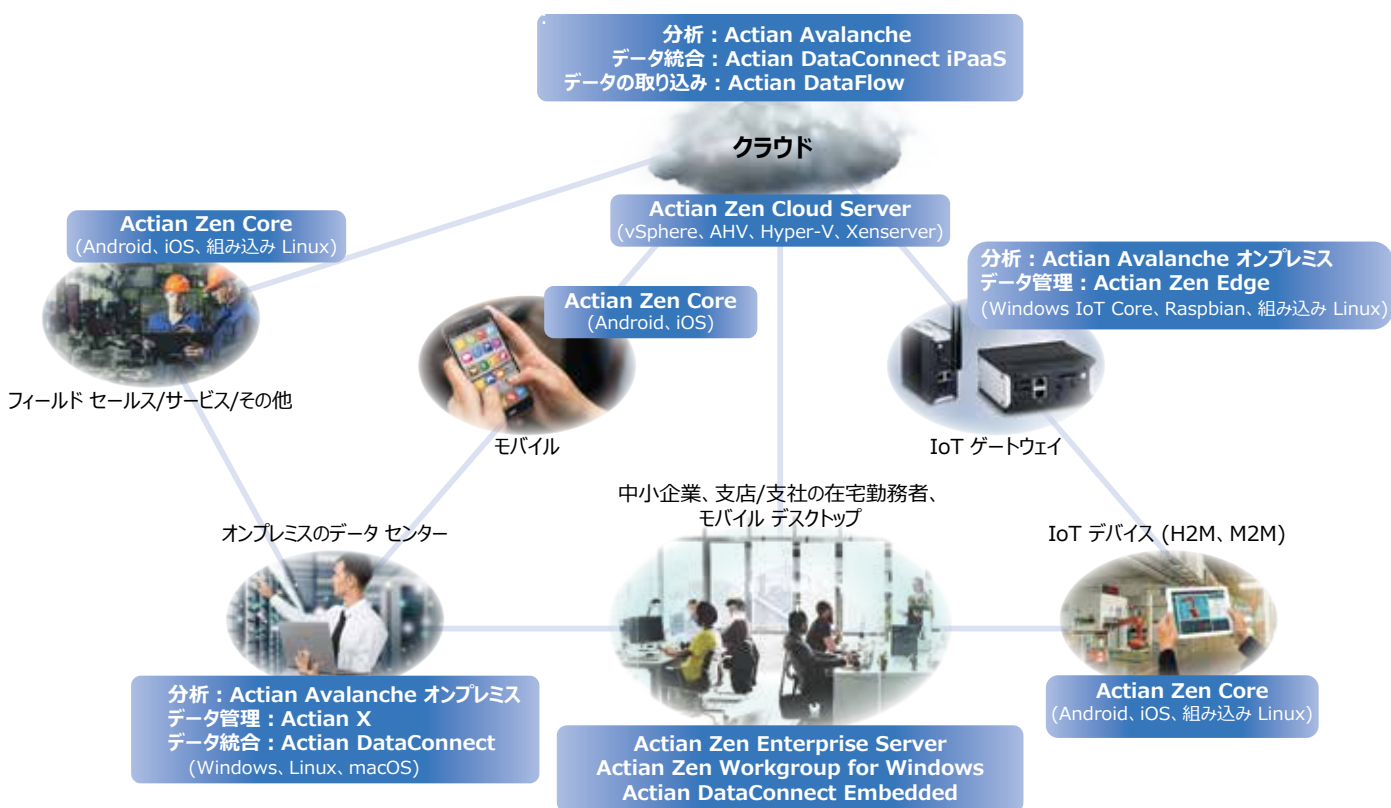 分析：Actian Avalanche
データ統合：Actian DataConnect iPaaS
データの取り込み：Actian DataFlow
クラウド
Actian Zen Cloud Server
(vSphere、AHV、Hyper-V、Xenserver)
Actian Zen Core
(Android、iOS、組み込み Linux)
フィールド セールス/サービス/その他
Actian Zen Core
(Android、iOS)
モバイル
分析：Actian Avalanche オンプレミス
データ管理：Actian Zen Edge
(Windows IoT Core、Raspbian、組み込み Linux)
IoT ゲートウェイ
オンプレミスのデータ センター
分析：Actian Avalanche オンプレミス
データ管理：Actian X
データ統合：Actian DataConnect
(Windows、Linux、macOS)
中小企業、支店/支社の在宅勤務者、
モバイル デスクトップ
Actian Zen Enterprise Server
Actian Zen Workgroup for Windows
Actian DataConnect Embedded
IoT デバイス (H2M、M2M)
Actian Zen Core
(Android、iOS、組み込み Linux)